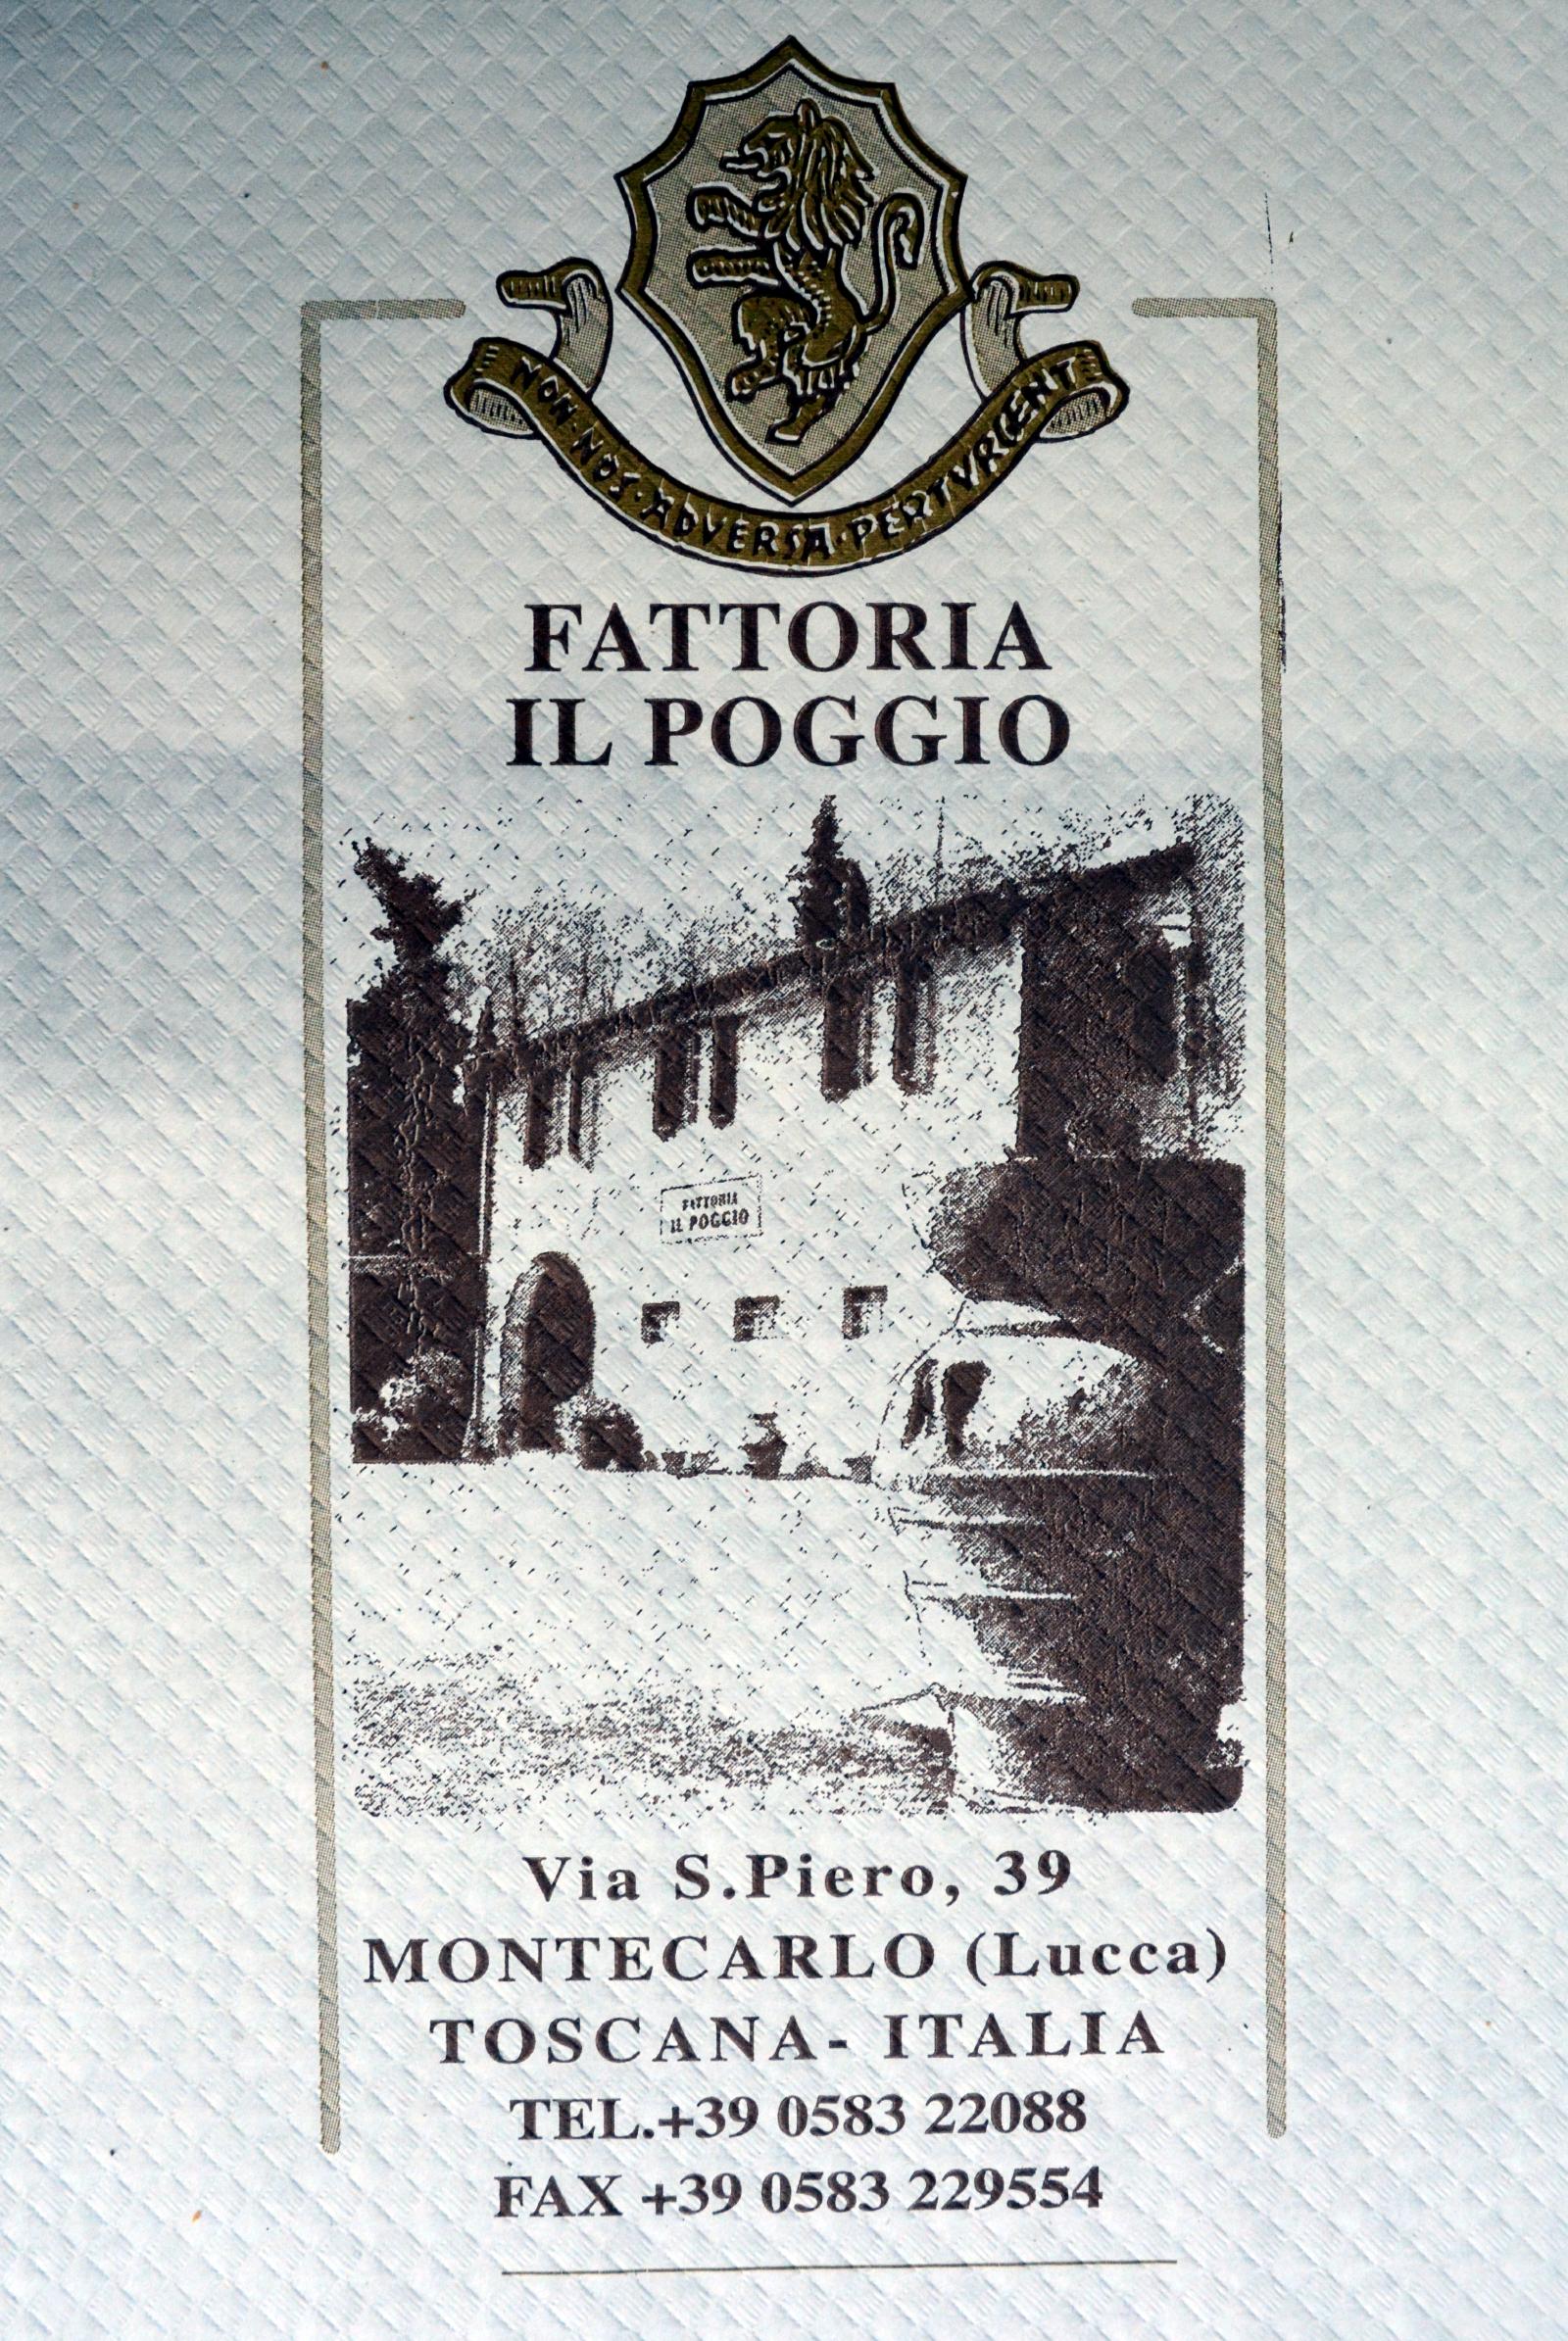 NON·NOS·ADVERSA·PERTVRCENT
FATTORIA
IL POGGIO
FATTORIA
IL POGGIO
Via S.Piero, 39
MONTECARLO (Lucca)
TOSCANA- ITALIA
TEL.+39 0583 22088
FAX +39 0583 229554